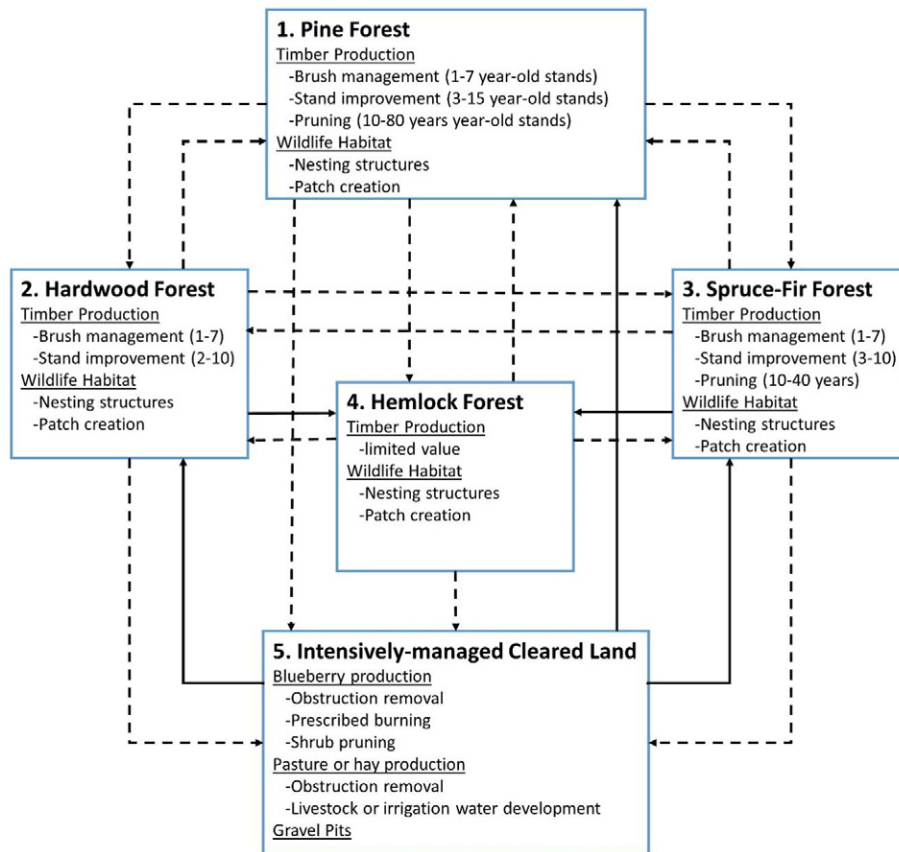 1. Pine Forest
Timber Production
-Brush management (1-7 year-old stands)
-Stand improvement (3-15 year-old stands)
-Pruning (10-80 years year-old stands)
Wildlife Habitat
-Nesting structures
-Patch creation
2. Hardwood Forest
Timber Production
-Brush management (1-7)
-Stand improvement (2-10)
Wildlife Habitat
-Nesting structures
-Patch creation
3. Spruce-Fir Forest
Timber Production
-Brush management (1-7)
-Stand improvement (3-10)
-Pruning (10-40 years)
Wildlife Habitat
-Nesting structures
-Patch creation
4. Hemlock Forest
Timber Production
-limited value
Wildlife Habitat
-Nesting structures
-Patch creation
5. Intensively-managed Cleared Land
Blueberry production
-Obstruction removal
-Prescribed burning
-Shrub pruning
Pasture or hay production
-Obstruction removal
-Livestock or irrigation water development
Gravel Pits